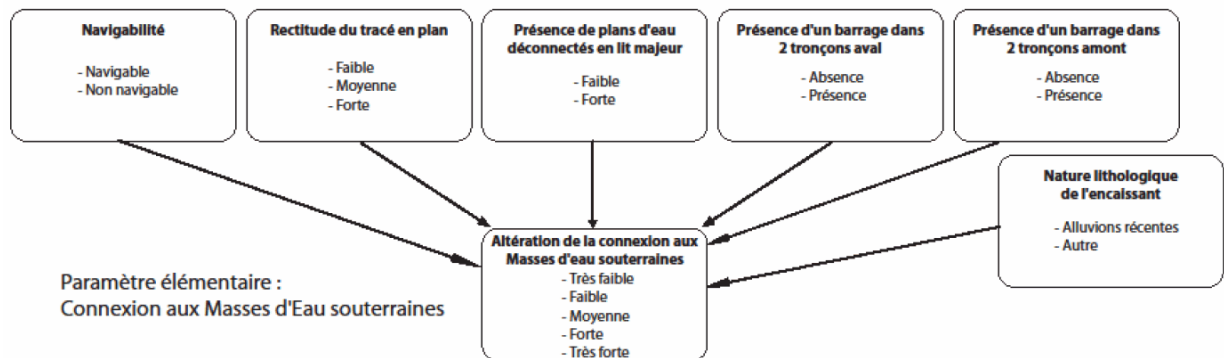 Navigabilité
- Navigable
- Non navigable
Rectitude du tracé en plan
- Faible
- Moyenne
- Forte
Présence de plans d'eau
déconnectés en lit majeur
- Faible
- Forte
Présence d'un barrage dans
2 tronçons aval
- Absence
- Présence
Présence d'un barrage dans
2 tronçons amont
- Absence
- Présence
Nature lithologique
de l'encaissant
- Alluvions récentes
- Autre
Altération de la connexion aux
Masses d'eau souterraines
- Très faible
- Faible
- Moyenne
- Forte
- Très forte
Paramètre élémentaire :
Connexion aux Masses d'Eau souterraines